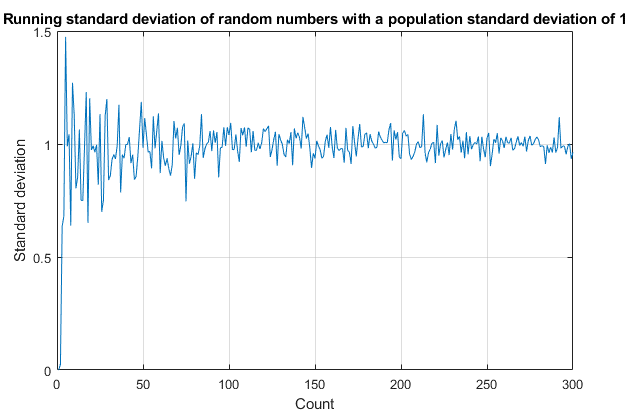 Running standard deviation of random numbers with a population standard deviation of 1
1.5
1
0.5
0
Standard deviation
0 50 100 150 200 250 300
Count